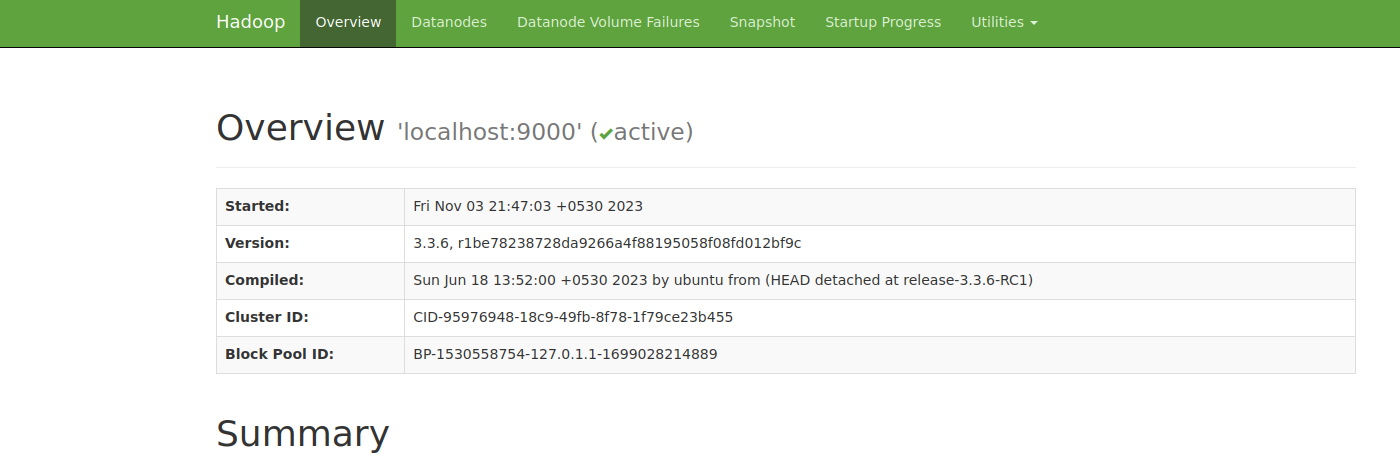 Hadoop Overview Datanodes Datanode Volume Failures Snapshot Startup Progress Utilities
Overview 'localhost:9000' (✔active)
Started: Fri Nov 03 21:47:03 +0530 2023
Version: 3.3.6, r1be78238728da9266a4f88195058f08fd012bf9c
Compiled: Sun Jun 18 13:52:00 +0530 2023 by ubuntu from (HEAD detached at release-3.3.6-RC1)
Cluster ID: CID-95976948-18c9-49fb-8f78-1f79ce23b455
Block Pool ID: BP-1530558754-127.0.1.1-1699028214889
Summary